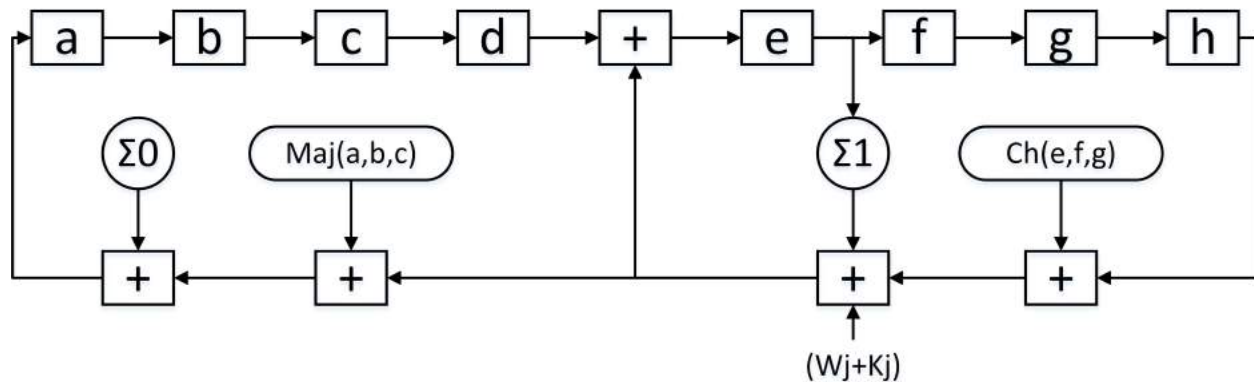 a b c d + e f g h
Σ0 Maj(a,b,c) Σ1 Ch(e,f,g)
+ + + +
(Wj+Kj)